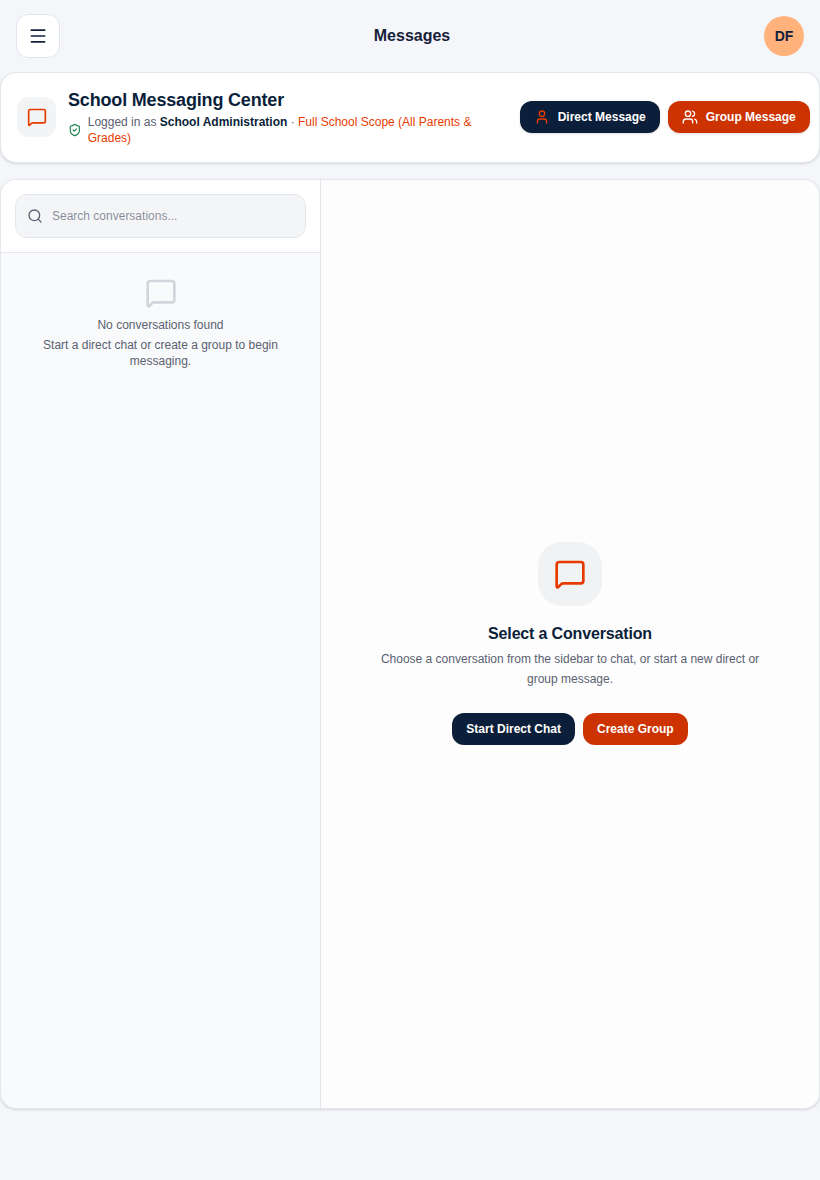 Messages
DF
School Messaging Center
Logged in as School Administration · Full School Scope (All Parents &
Grades)
Direct Message
Group Message
Search conversations...
No conversations found
Start a direct chat or create a group to begin
messaging.
Select a Conversation
Choose a conversation from the sidebar to chat, or start a new direct or
group message.
Start Direct Chat
Create Group